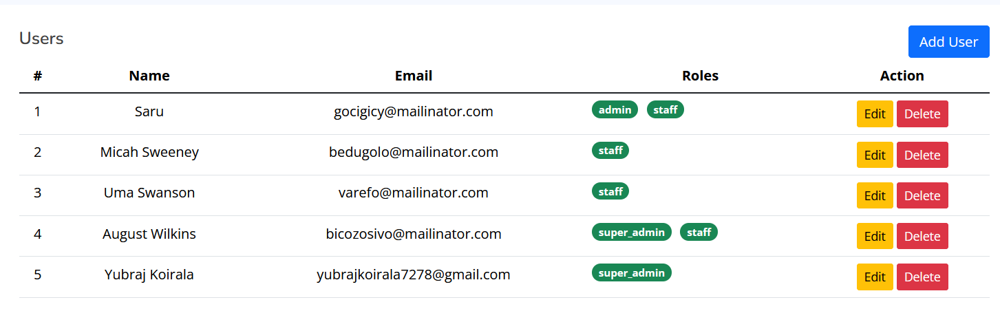 Users
Add User
# Name Email Roles Action
1 Saru gocigicy@mailinator.com admin staff Edit Delete
2 Micah Sweeney bedugolo@mailinator.com staff Edit Delete
3 Uma Swanson varefo@mailinator.com staff Edit Delete
4 August Wilkins bicozosivo@mailinator.com super_admin staff Edit Delete
5 Yubraj Koirala yubrajkoirala7278@gmail.com super_admin Edit Delete